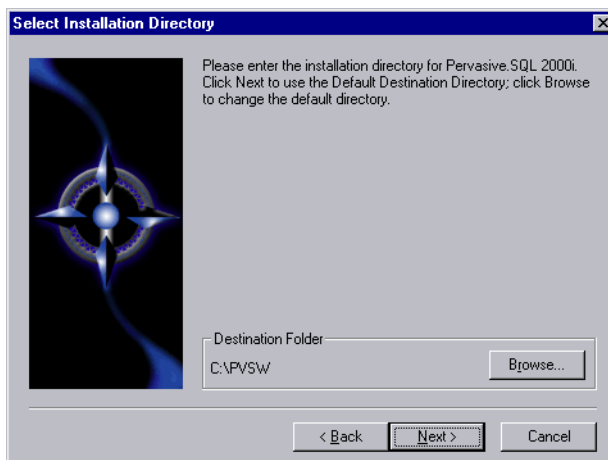 Select Installation Directory
Please enter the installation directory for Pervasive.SQL 2000i.
Click Next to use the Default Destination Directory; click Browse
to change the default directory.
Destination Folder
C:\PVSW
Browse...
< Back
Next >
Cancel